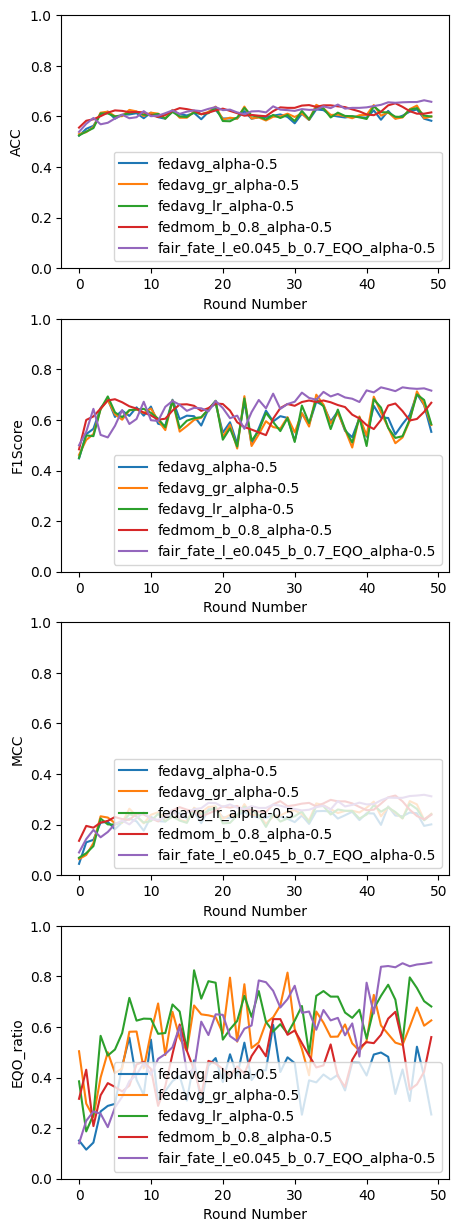 1.0
0.8
0.6
0.4
0.2
0.0
ACC
fedavg_alpha-0.5
fedavg_gr_alpha-0.5
fedavg_lr_alpha-0.5
fedmom_b_0.8_alpha-0.5
fair_fate_l_e0.045_b_0.7_EQO_alpha-0.5
0 10 20 30 40 50
Round Number
1.0
0.8
0.6
0.4
0.2
0.0
F1Score
fedavg_alpha-0.5
fedavg_gr_alpha-0.5
fedavg_lr_alpha-0.5
fedmom_b_0.8_alpha-0.5
fair_fate_l_e0.045_b_0.7_EQO_alpha-0.5
0 10 20 30 40 50
Round Number
1.0
0.8
0.6
0.4
0.2
0.0
MCC
fedavg_alpha-0.5
fedavg_gr_alpha-0.5
fedavg_lr_alpha-0.5
fedmom_b_0.8_alpha-0.5
fair_fate_l_e0.045_b_0.7_EQO_alpha-0.5
0 10 20 30 40 50
Round Number
1.0
0.8
0.6
0.4
0.2
0.0
EQO_ratio
fedavg_alpha-0.5
fedavg_gr_alpha-0.5
fedavg_lr_alpha-0.5
fedmom_b_0.8_alpha-0.5
fair_fate_l_e0.045_b_0.7_EQO_alpha-0.5
0 10 20 30 40 50
Round Number